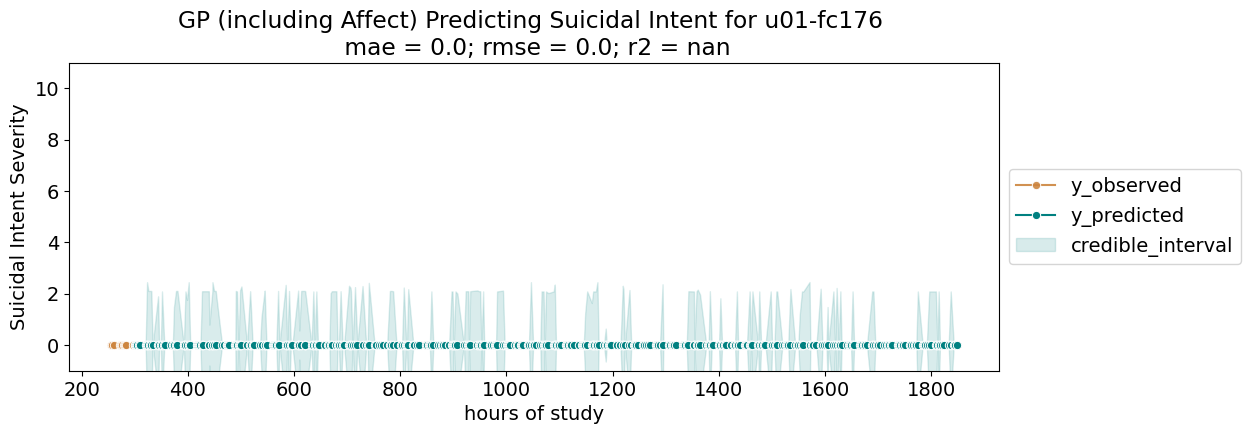 GP (including Affect) Predicting Suicidal Intent for u01-fc176
mae = 0.0; rmse = 0.0; r2 = nan
Suicidal Intent Severity
10
8
6
4
2
0
200 400 600 800 1000 1200 1400 1600 1800
hours of study
y_observed
y_predicted
credible_interval